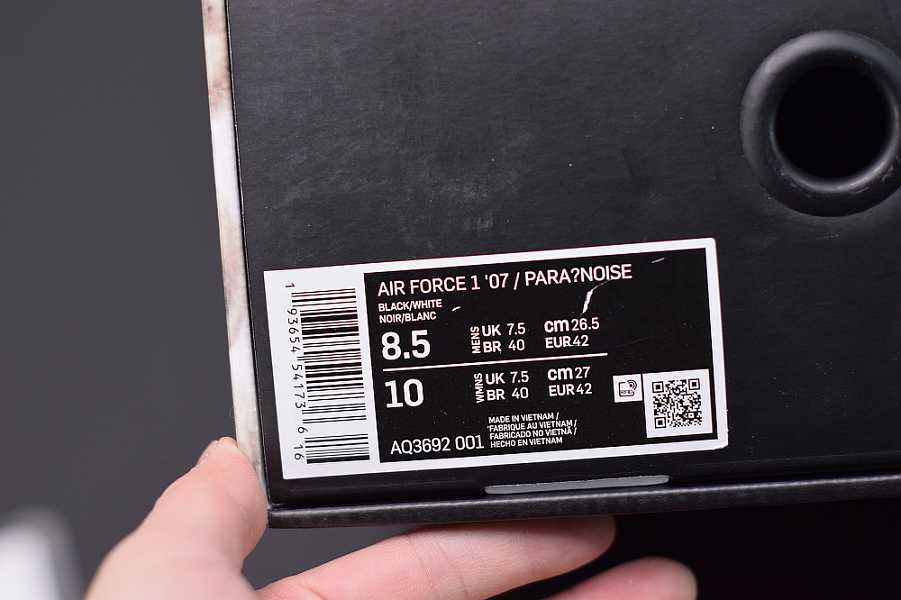 AIR FORCE 1 '07 / PARA?NOISE
BLACK/WHITE
NOIR/BLANC
8.5 MENS UK 7.5 cm 26.5
BR 40 EUR 42
10 WMNS UK 7.5 cm 27
BR 40 EUR 42
MADE IN VIETNAM /
FABRIQUE AU VIETNAM /
FABRICADO NO VIETNÃ /
HECHO EN VIETNAM
AQ3692 001
1 93654 54173 6 16